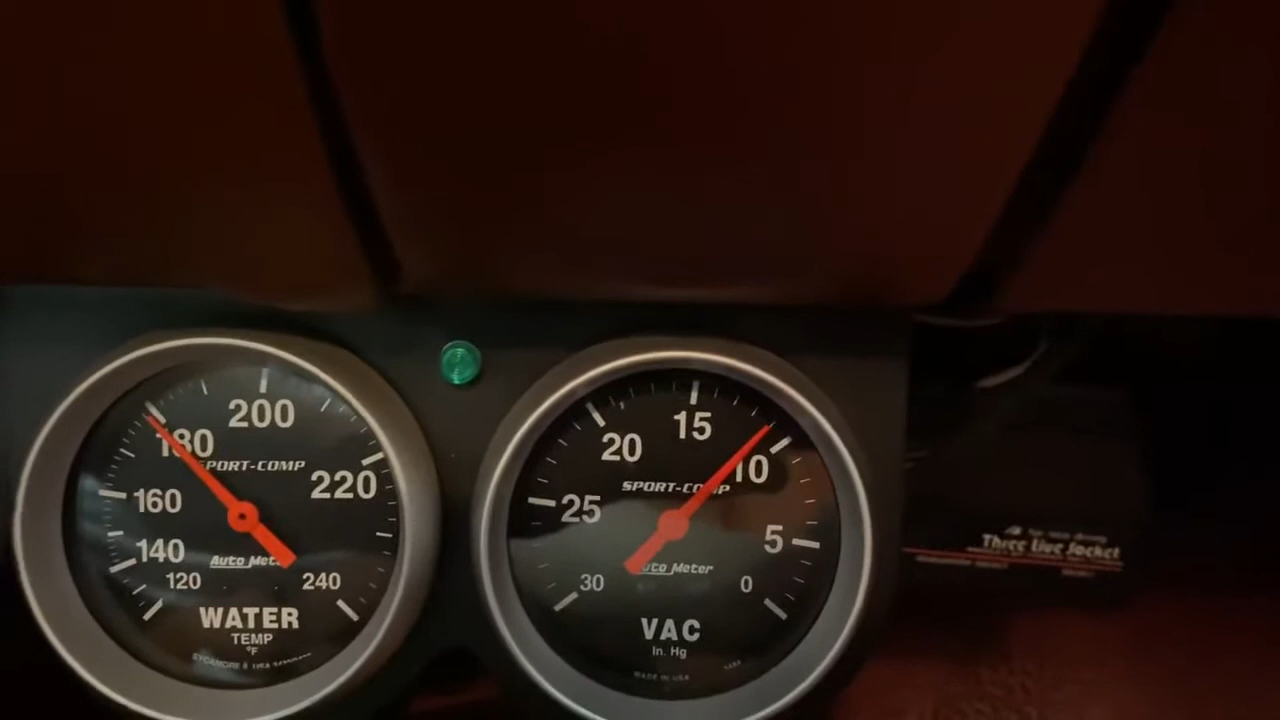 200
180
SPORT-COMP
220
160
140
Auto Meter
120
240
WATER
TEMP
°F
15
20
10
SPORT-COMP
25
5
Auto Meter
30
0
VAC
In. Hg
MADE IN USA
Three Live Socket